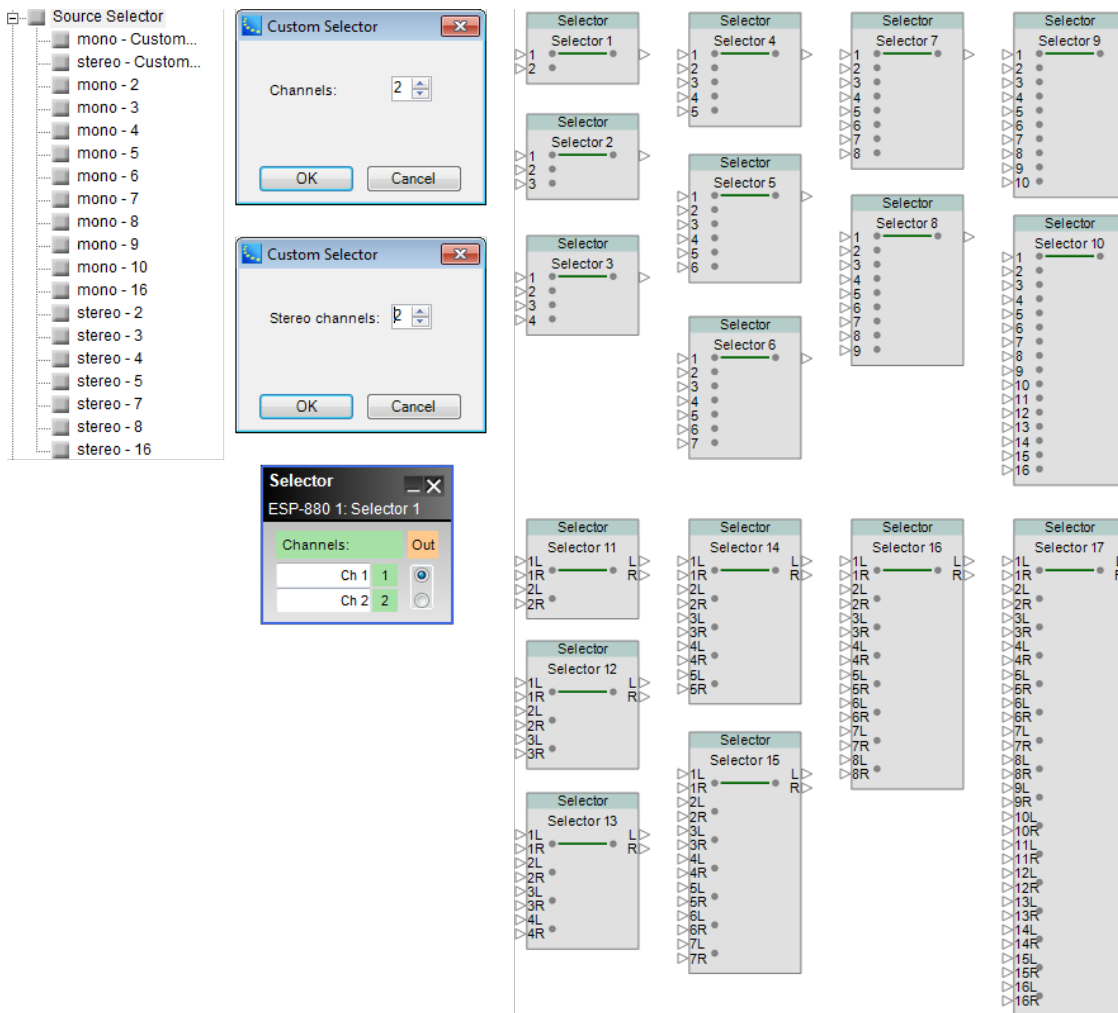 Source Selector
mono - Custom...
stereo - Custom...
mono - 2
mono - 3
mono - 4
mono - 5
mono - 6
mono - 7
mono - 8
mono - 9
mono - 10
mono - 16
stereo - 2
stereo - 3
stereo - 4
stereo - 5
stereo - 7
stereo - 8
stereo - 16
Custom Selector
Channels: 2
OK Cancel
Custom Selector
Stereo channels: 2
OK Cancel
Selector
ESP-880 1: Selector 1
Channels: Out
Ch 1 1
Ch 2 2
Selector
Selector 1
1
2
Selector
Selector 2
1
2
3
Selector
Selector 3
1
2
3
4
Selector
Selector 4
1
2
3
4
5
Selector
Selector 5
1
2
3
4
5
6
Selector
Selector 6
1
2
3
4
5
6
7
Selector
Selector 7
1
2
3
4
5
6
7
8
Selector
Selector 8
1
2
3
4
5
6
7
8
9
Selector
Selector 9
1
2
3
4
5
6
7
8
9
10
Selector
Selector 10
1
2
3
4
5
6
7
8
9
10
11
12
13
14
15
16
Selector
Selector 11
1L L
1R R
2L
2R
Selector
Selector 12
1L L
1R R
2L
2R
3L
3R
Selector
Selector 13
1L L
1R R
2L
2R
3L
3R
4L
4R
Selector
Selector 14
1L L
1R R
2L
2R
3L
3R
4L
4R
5L
5R
Selector
Selector 15
1L L
1R R
2L
2R
3L
3R
4L
4R
5L
5R
6L
6R
7L
7R
Selector
Selector 16
1L L
1R R
2L
2R
3L
3R
4L
4R
5L
5R
6L
6R
7L
7R
8L
8R
Selector
Selector 17
1L
1R
2L
2R
3L
3R
4L
4R
5L
5R
6L
6R
7L
7R
8L
8R
9L
9R
10L
10R
11L
11R
12L
12R
13L
13R
14L
14R
15L
15R
16L
16R